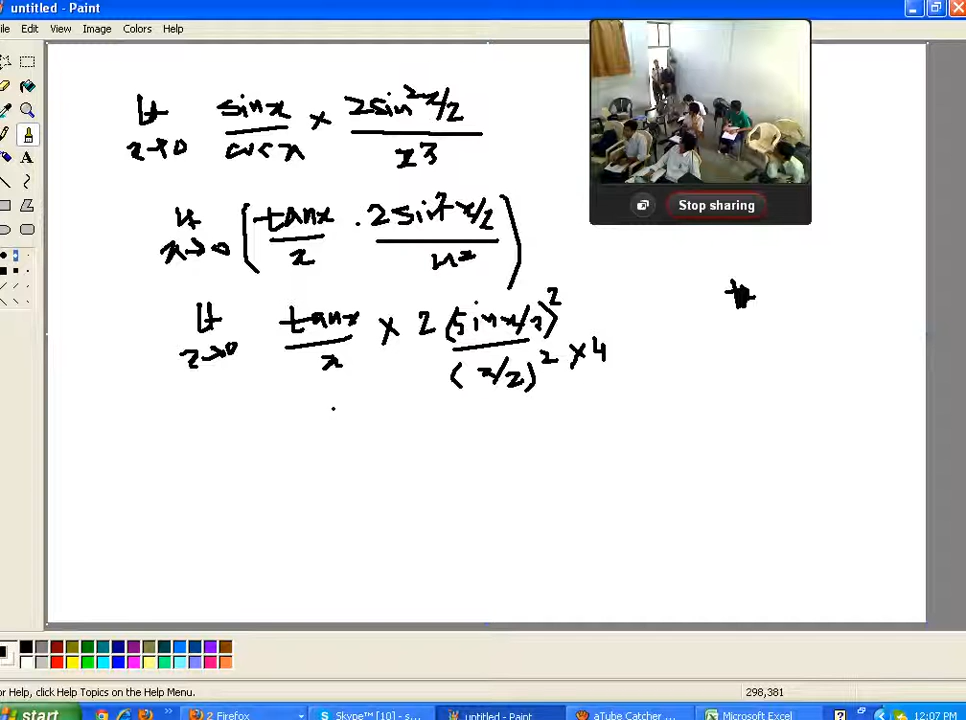 untitled - Paint
File Edit View Image Colors Help
Lt sinx × 2sin²x/2
x→0 cosx x3
Lt (tanx . 2sin²x/2)
x→0 x x²
Lt tanx × 2 (sinx/2)²
x→0 x (x/2)² × 4
Stop sharing
For Help, click Help Topics on the Help Menu.
298,381
start 2 Firefox Skype™ [10] - s... untitled - Paint aTube Catcher ... Microsoft Excel 12:07 PM